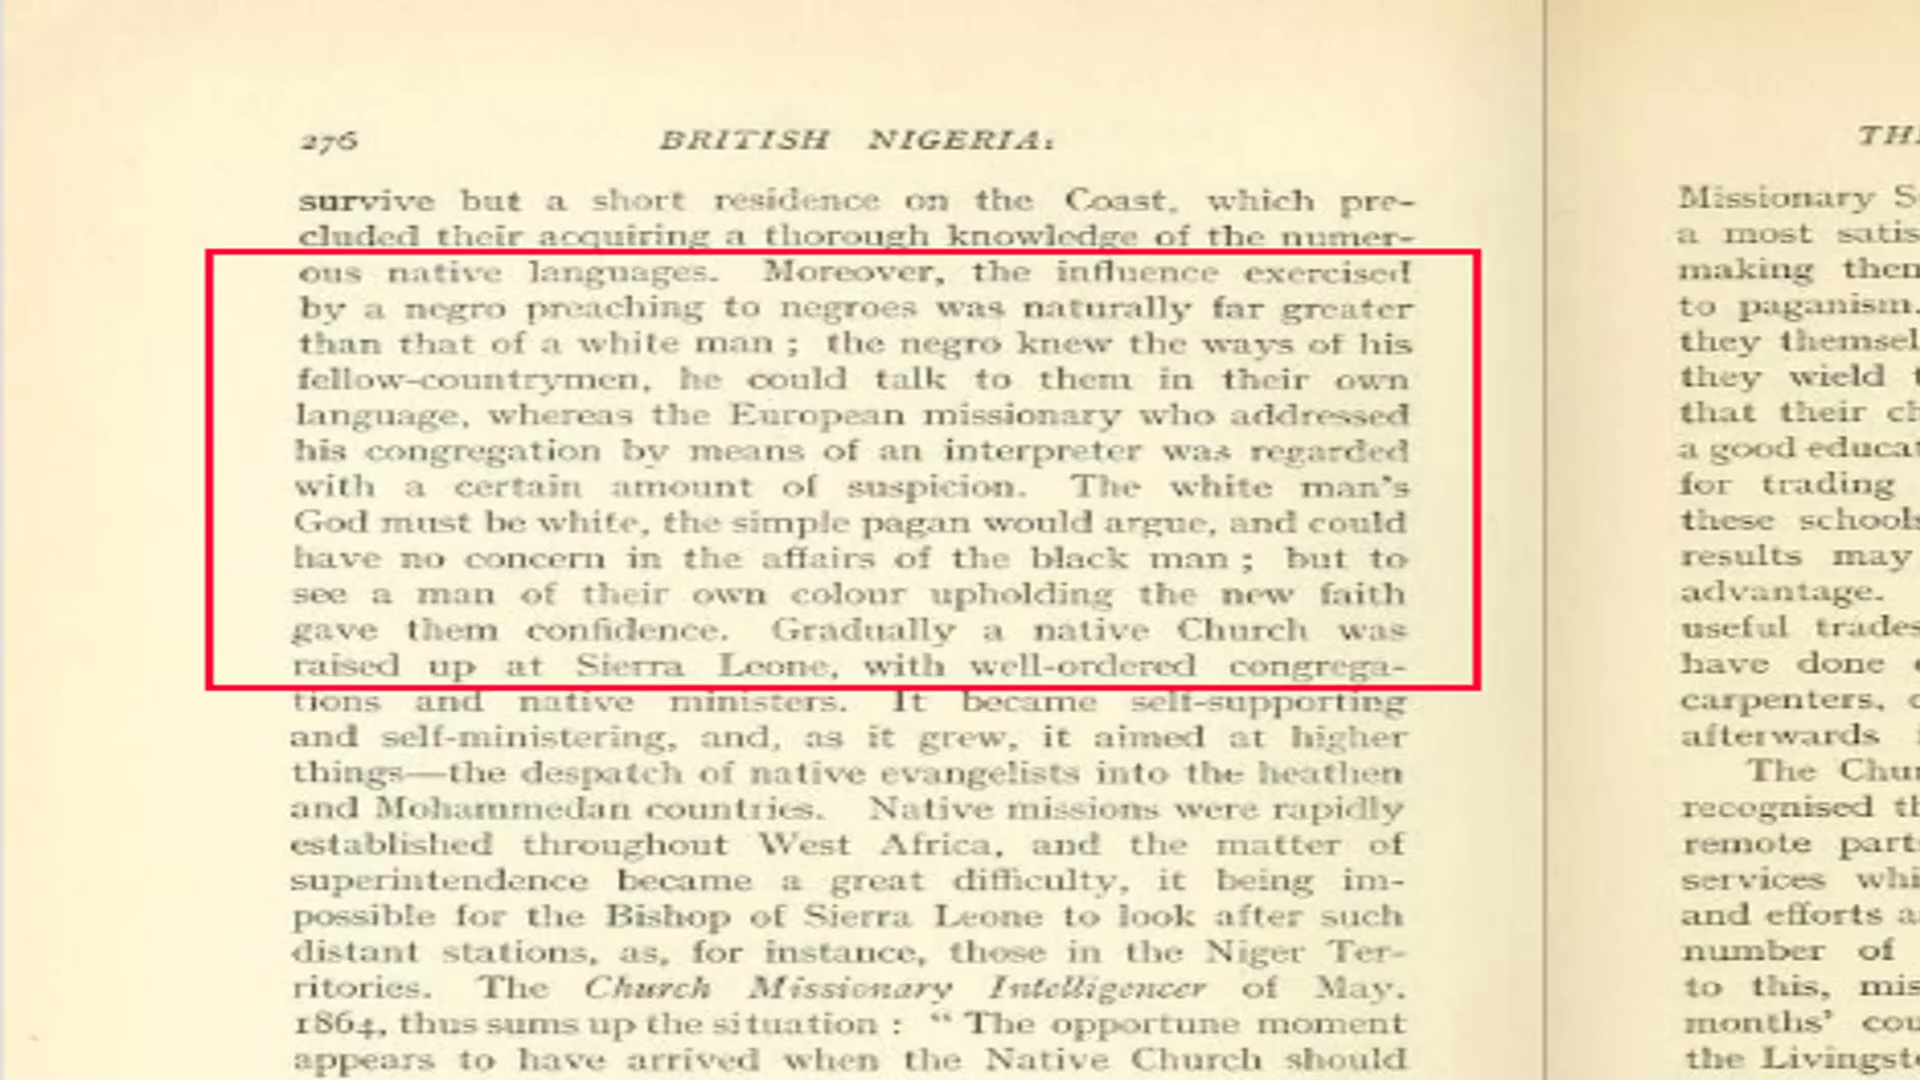 276
BRITISH NIGERIA.
survive but a short residence on the Coast, which pre-
cluded their acquiring a thorough knowledge of the numer-
ous native languages. Moreover, the influence exercised
by a negro preaching to negroes was naturally far greater
than that of a white man ; the negro knew the ways of his
fellow-countrymen, he could talk to them in their own
language, whereas the European missionary who addressed
his congregation by means of an interpreter was regarded
with a certain amount of suspicion. The white man's
God must be white, the simple pagan would argue, and could
have no concern in the affairs of the black man ; but to
see a man of their own colour upholding the new faith
gave them confidence. Gradually a native Church was
raised up at Sierra Leone, with well-ordered congrega-
tions and native ministers. It became self-supporting
and self-ministering, and, as it grew, it aimed at higher
things—the despatch of native evangelists into the heathen
and Mohammedan countries. Native missions were rapidly
established throughout West Africa, and the matter of
superintendence became a great difficulty, it being im-
possible for the Bishop of Sierra Leone to look after such
distant stations, as, for instance, those in the Niger Ter-
ritories. The Church Missionary Intelligencer of May,
1864, thus sums up the situation : “ The opportune moment
appears to have arrived when the Native Church should
Missionary
a most
making
to paganism.
they
they wield
that their
a good
for trading
these
results may
advantage.
useful
have done
carpenters,
afterwards
The
recognised
remote
services
and efforts
number of
to this,
months'
the